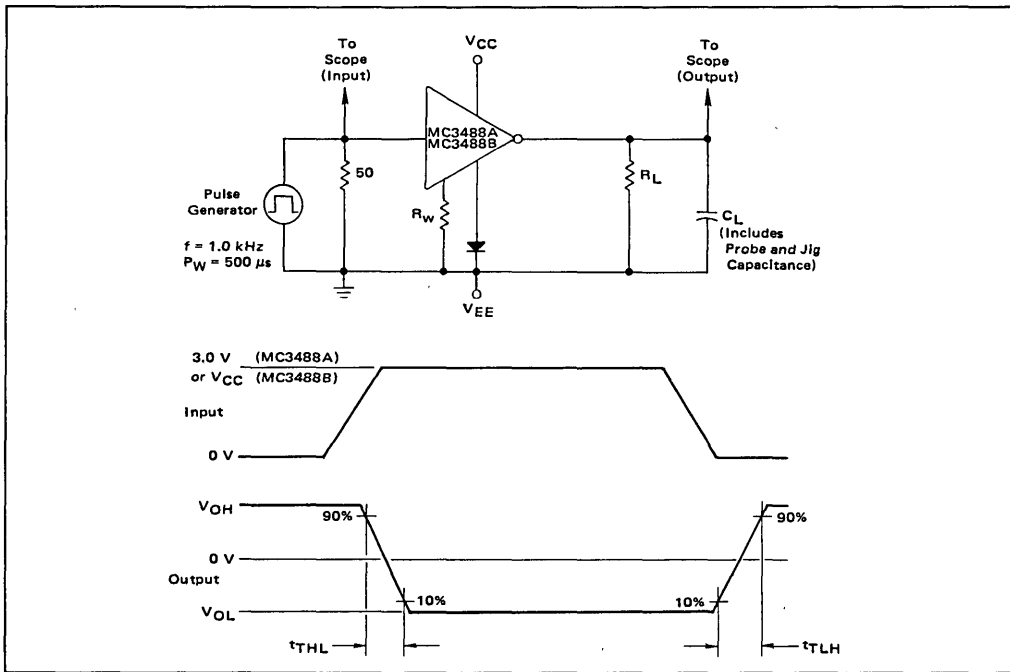 To
Scope
(Input)
VCC
To
Scope
(Output)
MC3488A
MC3488B
50
RL
Pulse
Generator
RW
CL
(Includes
Probe and Jig
Capacitance)
f = 1.0 kHz
PW = 500 μs
VEE
3.0 V (MC3488A)
or VCC (MC3488B)
Input
0 V
VOH
90%
90%
0 V
Output
10%
10%
VOL
tTHL
tTLH